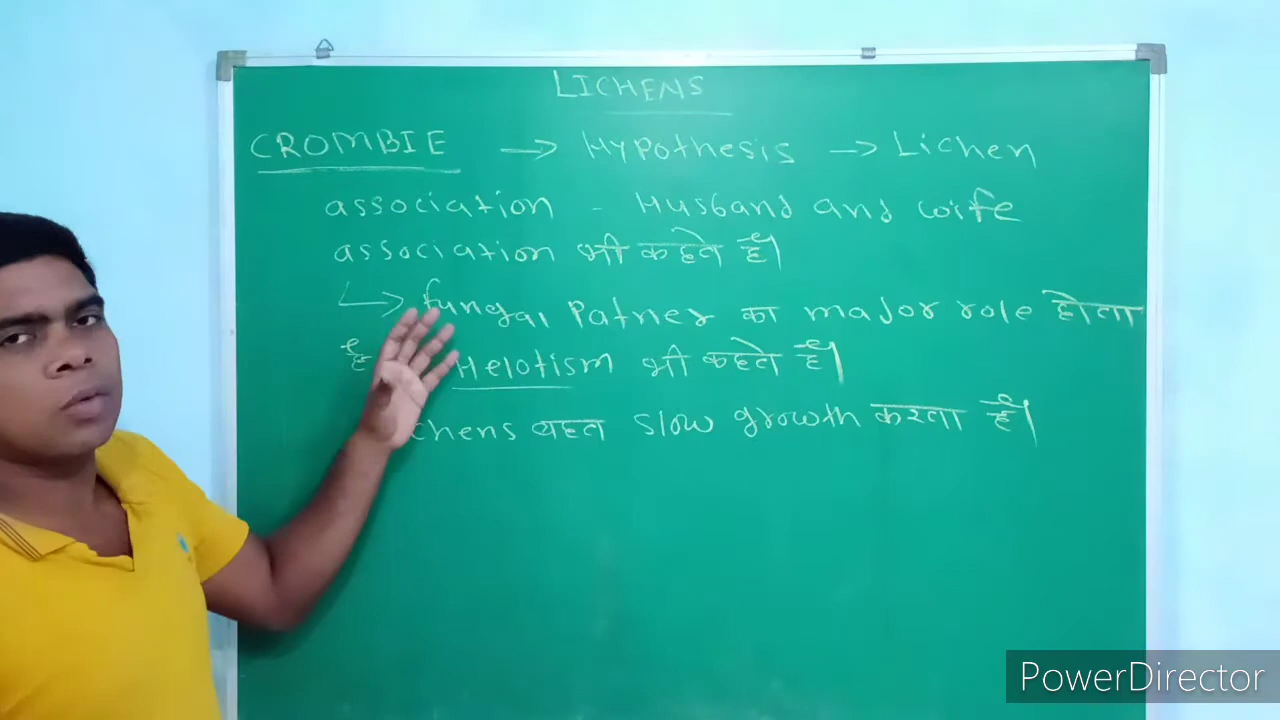 LICHENS
CROMBIE → Hypothesis → Lichen
association - Husband and wife
association भी कहते हैं।
↳ fungal Patner का major role होता
है Helotism भी कहते हैं।
chens बहत slow growth करता है।
PowerDirector